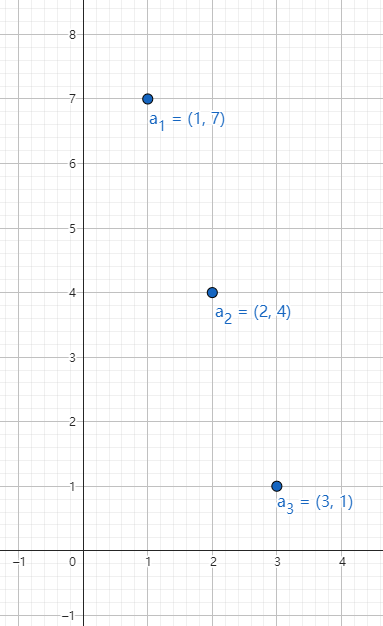 8
7
a₁ = (1, 7)
6
5
4
a₂ = (2, 4)
3
2
1
a₃ = (3, 1)
–1 0 1 2 3 4
–1